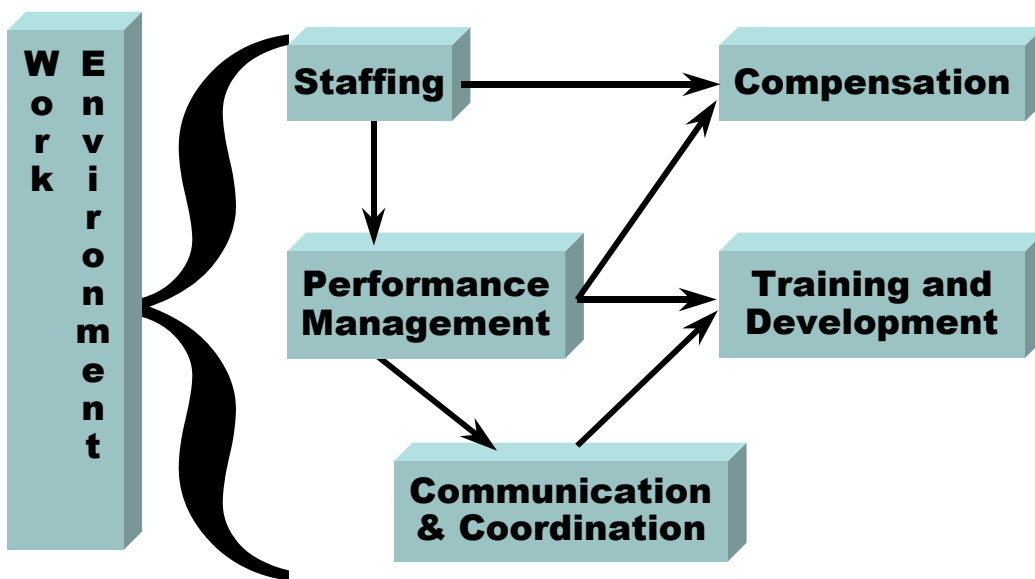 Work
Environment
Staffing
Compensation
Performance
Management
Training and
Development
Communication
& Coordination